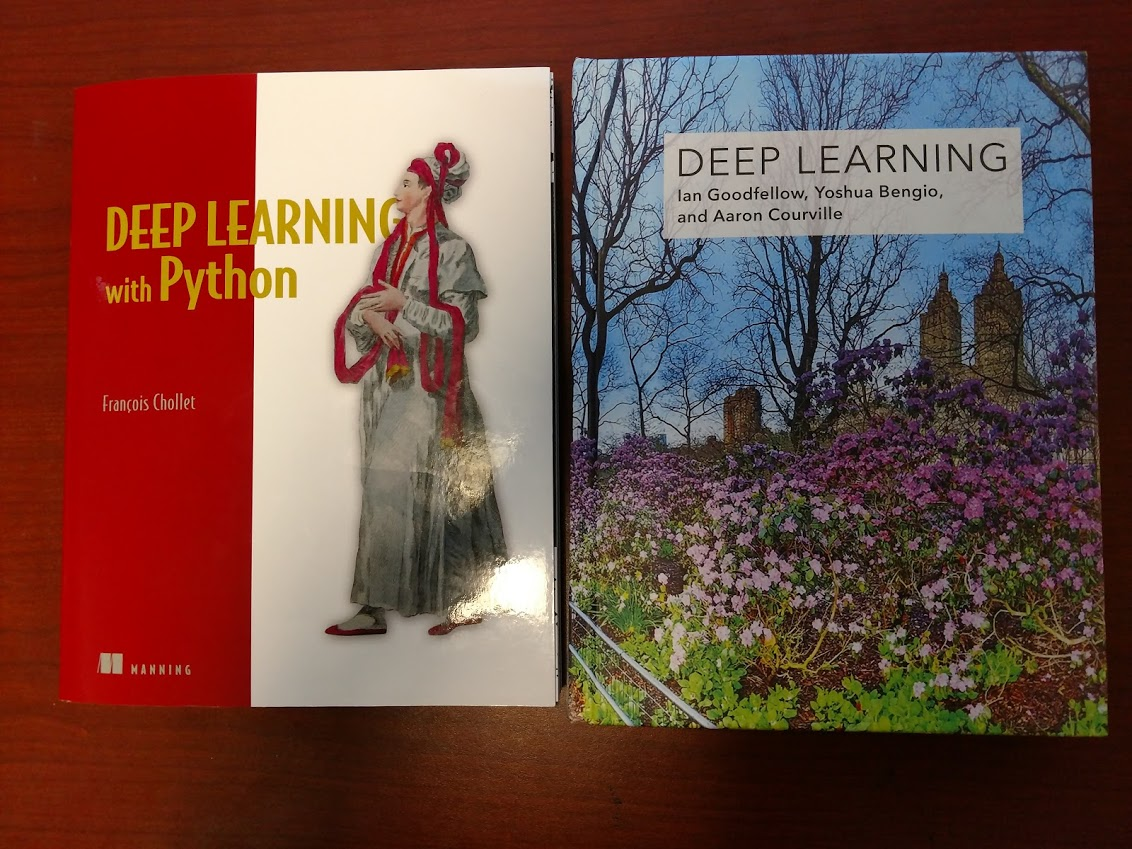 DEEP LEARNING
with Python
François Chollet
MANNING
DEEP LEARNING
Ian Goodfellow, Yoshua Bengio,
and Aaron Courville